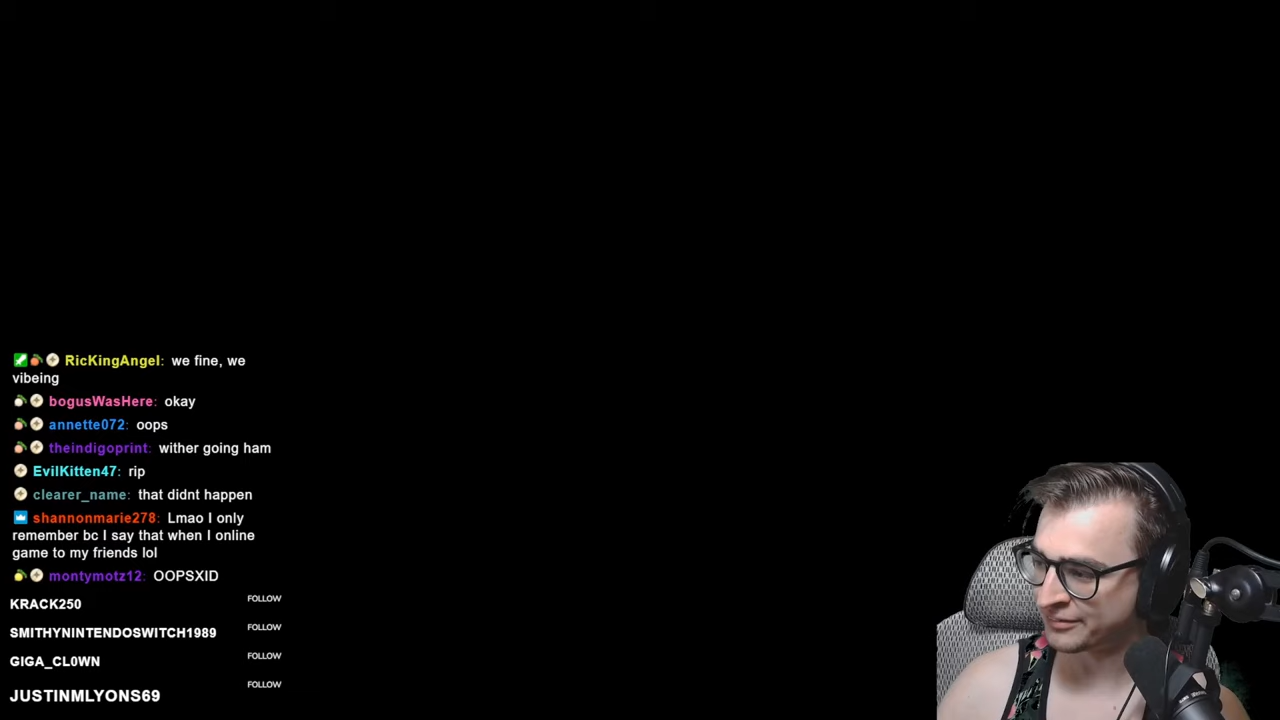 RicKingAngel: we fine, we
vibeing
bogusWasHere: okay
annette072: oops
theindigoprint: wither going ham
EvilKitten47: rip
clearer_name: that didnt happen
shannonmarie278: Lmao I only
remember bc I say that when I online
game to my friends lol
montymotz12: OOPSXID
KRACK250 FOLLOW
SMITHYNINTENDOSWITCH1989 FOLLOW
GIGA_CL0WN FOLLOW
JUSTINMLYONS69 FOLLOW